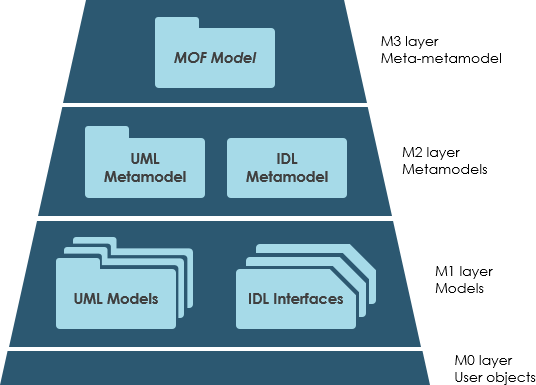 MOF Model
M3 layer
Meta-metamodel
UML
Metamodel
IDL
Metamodel
M2 layer
Metamodels
UML Models
IDL Interfaces
M1 layer
Models
M0 layer
User objects